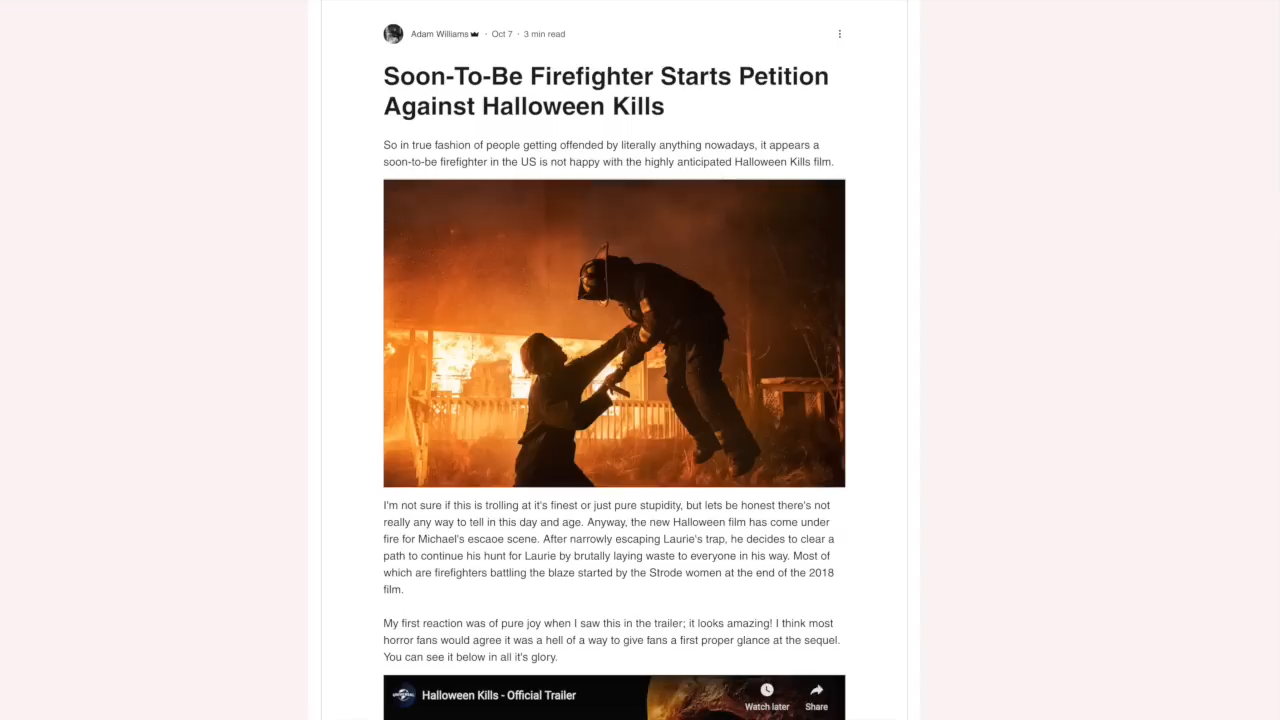 Adam Williams · Oct 7 · 3 min read
Soon-To-Be Firefighter Starts Petition
Against Halloween Kills
So in true fashion of people getting offended by literally anything nowadays, it appears a
soon-to-be firefighter in the US is not happy with the highly anticipated Halloween Kills film.
I'm not sure if this is trolling at it's finest or just pure stupidity, but lets be honest there's not
really any way to tell in this day and age. Anyway, the new Halloween film has come under
fire for Michael's escaoe scene. After narrowly escaping Laurie's trap, he decides to clear a
path to continue his hunt for Laurie by brutally laying waste to everyone in his way. Most of
which are firefighters battling the blaze started by the Strode women at the end of the 2018
film.
My first reaction was of pure joy when I saw this in the trailer; it looks amazing! I think most
horror fans would agree it was a hell of a way to give fans a first proper glance at the sequel.
You can see it below in all it's glory.
UNIVERSAL Halloween Kills - Official Trailer
Watch later Share